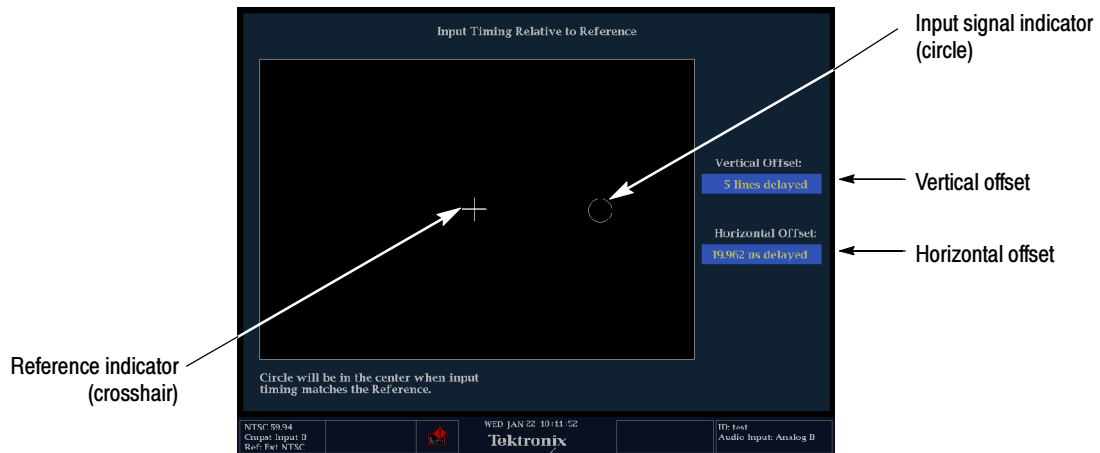 Input Timing Relative to Reference
Input signal indicator
(circle)
Vertical Offset:
5 lines delayed
Vertical offset
Horizontal Offset:
19.962 us delayed
Horizontal offset
Reference indicator
(crosshair)
Circle will be in the center when input
timing matches the Reference.
NTSC 59.94
Cmpst Input B
Ref: Ext NTSC
WED JAN 22 10:11:52
Tektronix
ID: test
Audio Input: Analog B